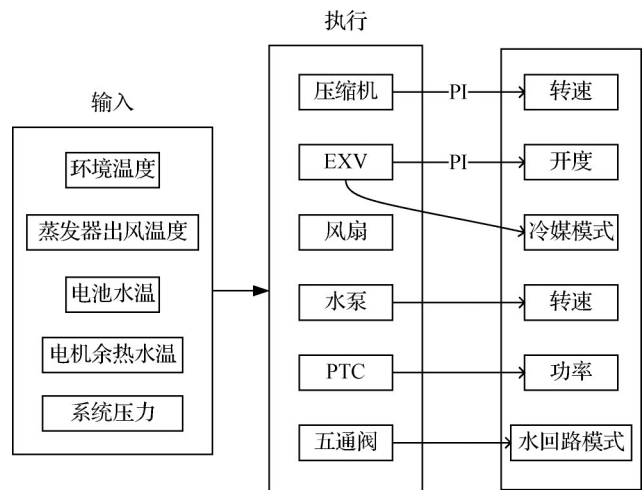 执行
输入
环境温度
蒸发器出风温度
电池水温
电机余热水温
系统压力
压缩机
PI
转速
EXV
PI
开度
风扇
冷媒模式
水泵
转速
PTC
功率
五通阀
水回路模式